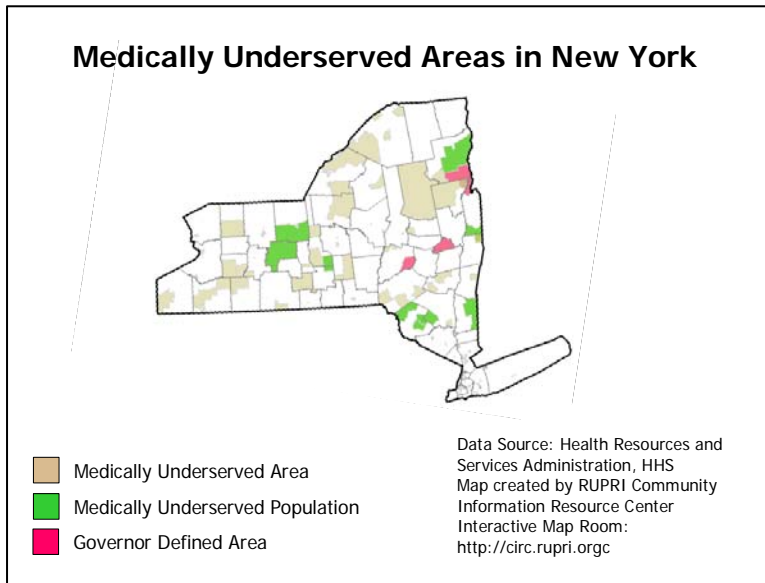 Medically Underserved Areas in New York
Medically Underserved Area
Medically Underserved Population
Governor Defined Area
Data Source: Health Resources and
Services Administration, HHS
Map created by RUPRI Community
Information Resource Center
Interactive Map Room:
http://circ.rupri.orgc